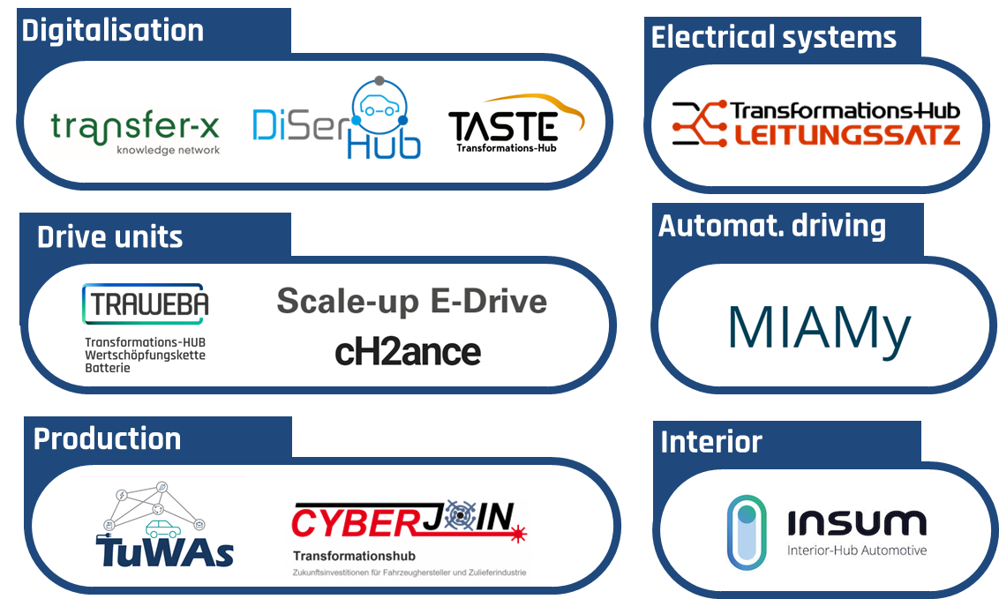 Digitalisation
transfer-x
knowledge network
DiSer
Hub
TASTE
Transformations-Hub
Electrical systems
Transformations-Hub
LEITUNGSSATZ
Drive units
TRAWEBA
Transformations-HUB
Wertschöpfungskette
Batterie
Scale-up E-Drive
cH2ance
Automat. driving
MIAMy
Production
TuWAs
CYBERJOIN
Transformationshub
Zukunftsinvestitionen für Fahrzeughersteller und Zulieferindustrie
Interior
INSUM
Interior-Hub Automotive